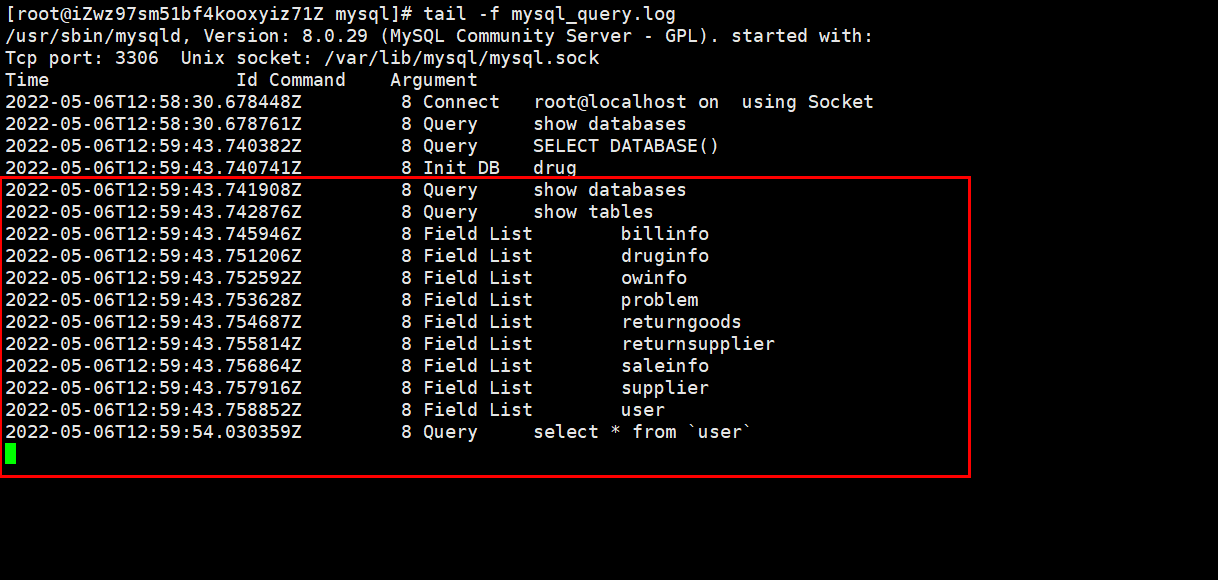 [root@iZwz97sm51bf4kooxyiz71Z mysql]# tail -f mysql_query.log
/usr/sbin/mysqld, Version: 8.0.29 (MySQL Community Server - GPL). started with:
Tcp port: 3306  Unix socket: /var/lib/mysql/mysql.sock
Time                 Id Command    Argument
2022-05-06T12:58:30.678448Z         8 Connect   root@localhost on  using Socket
2022-05-06T12:58:30.678761Z         8 Query     show databases
2022-05-06T12:59:43.740382Z         8 Query     SELECT DATABASE()
2022-05-06T12:59:43.740741Z         8 Init DB   drug
2022-05-06T12:59:43.741908Z         8 Query     show databases
2022-05-06T12:59:43.742876Z         8 Query     show tables
2022-05-06T12:59:43.745946Z         8 Field List        billinfo
2022-05-06T12:59:43.751206Z         8 Field List        druginfo
2022-05-06T12:59:43.752592Z         8 Field List        owinfo
2022-05-06T12:59:43.753628Z         8 Field List        problem
2022-05-06T12:59:43.754687Z         8 Field List        returngoods
2022-05-06T12:59:43.755814Z         8 Field List        returnsupplier
2022-05-06T12:59:43.756864Z         8 Field List        saleinfo
2022-05-06T12:59:43.757916Z         8 Field List        supplier
2022-05-06T12:59:43.758852Z         8 Field List        user
2022-05-06T12:59:54.030359Z         8 Query     select * from `user`